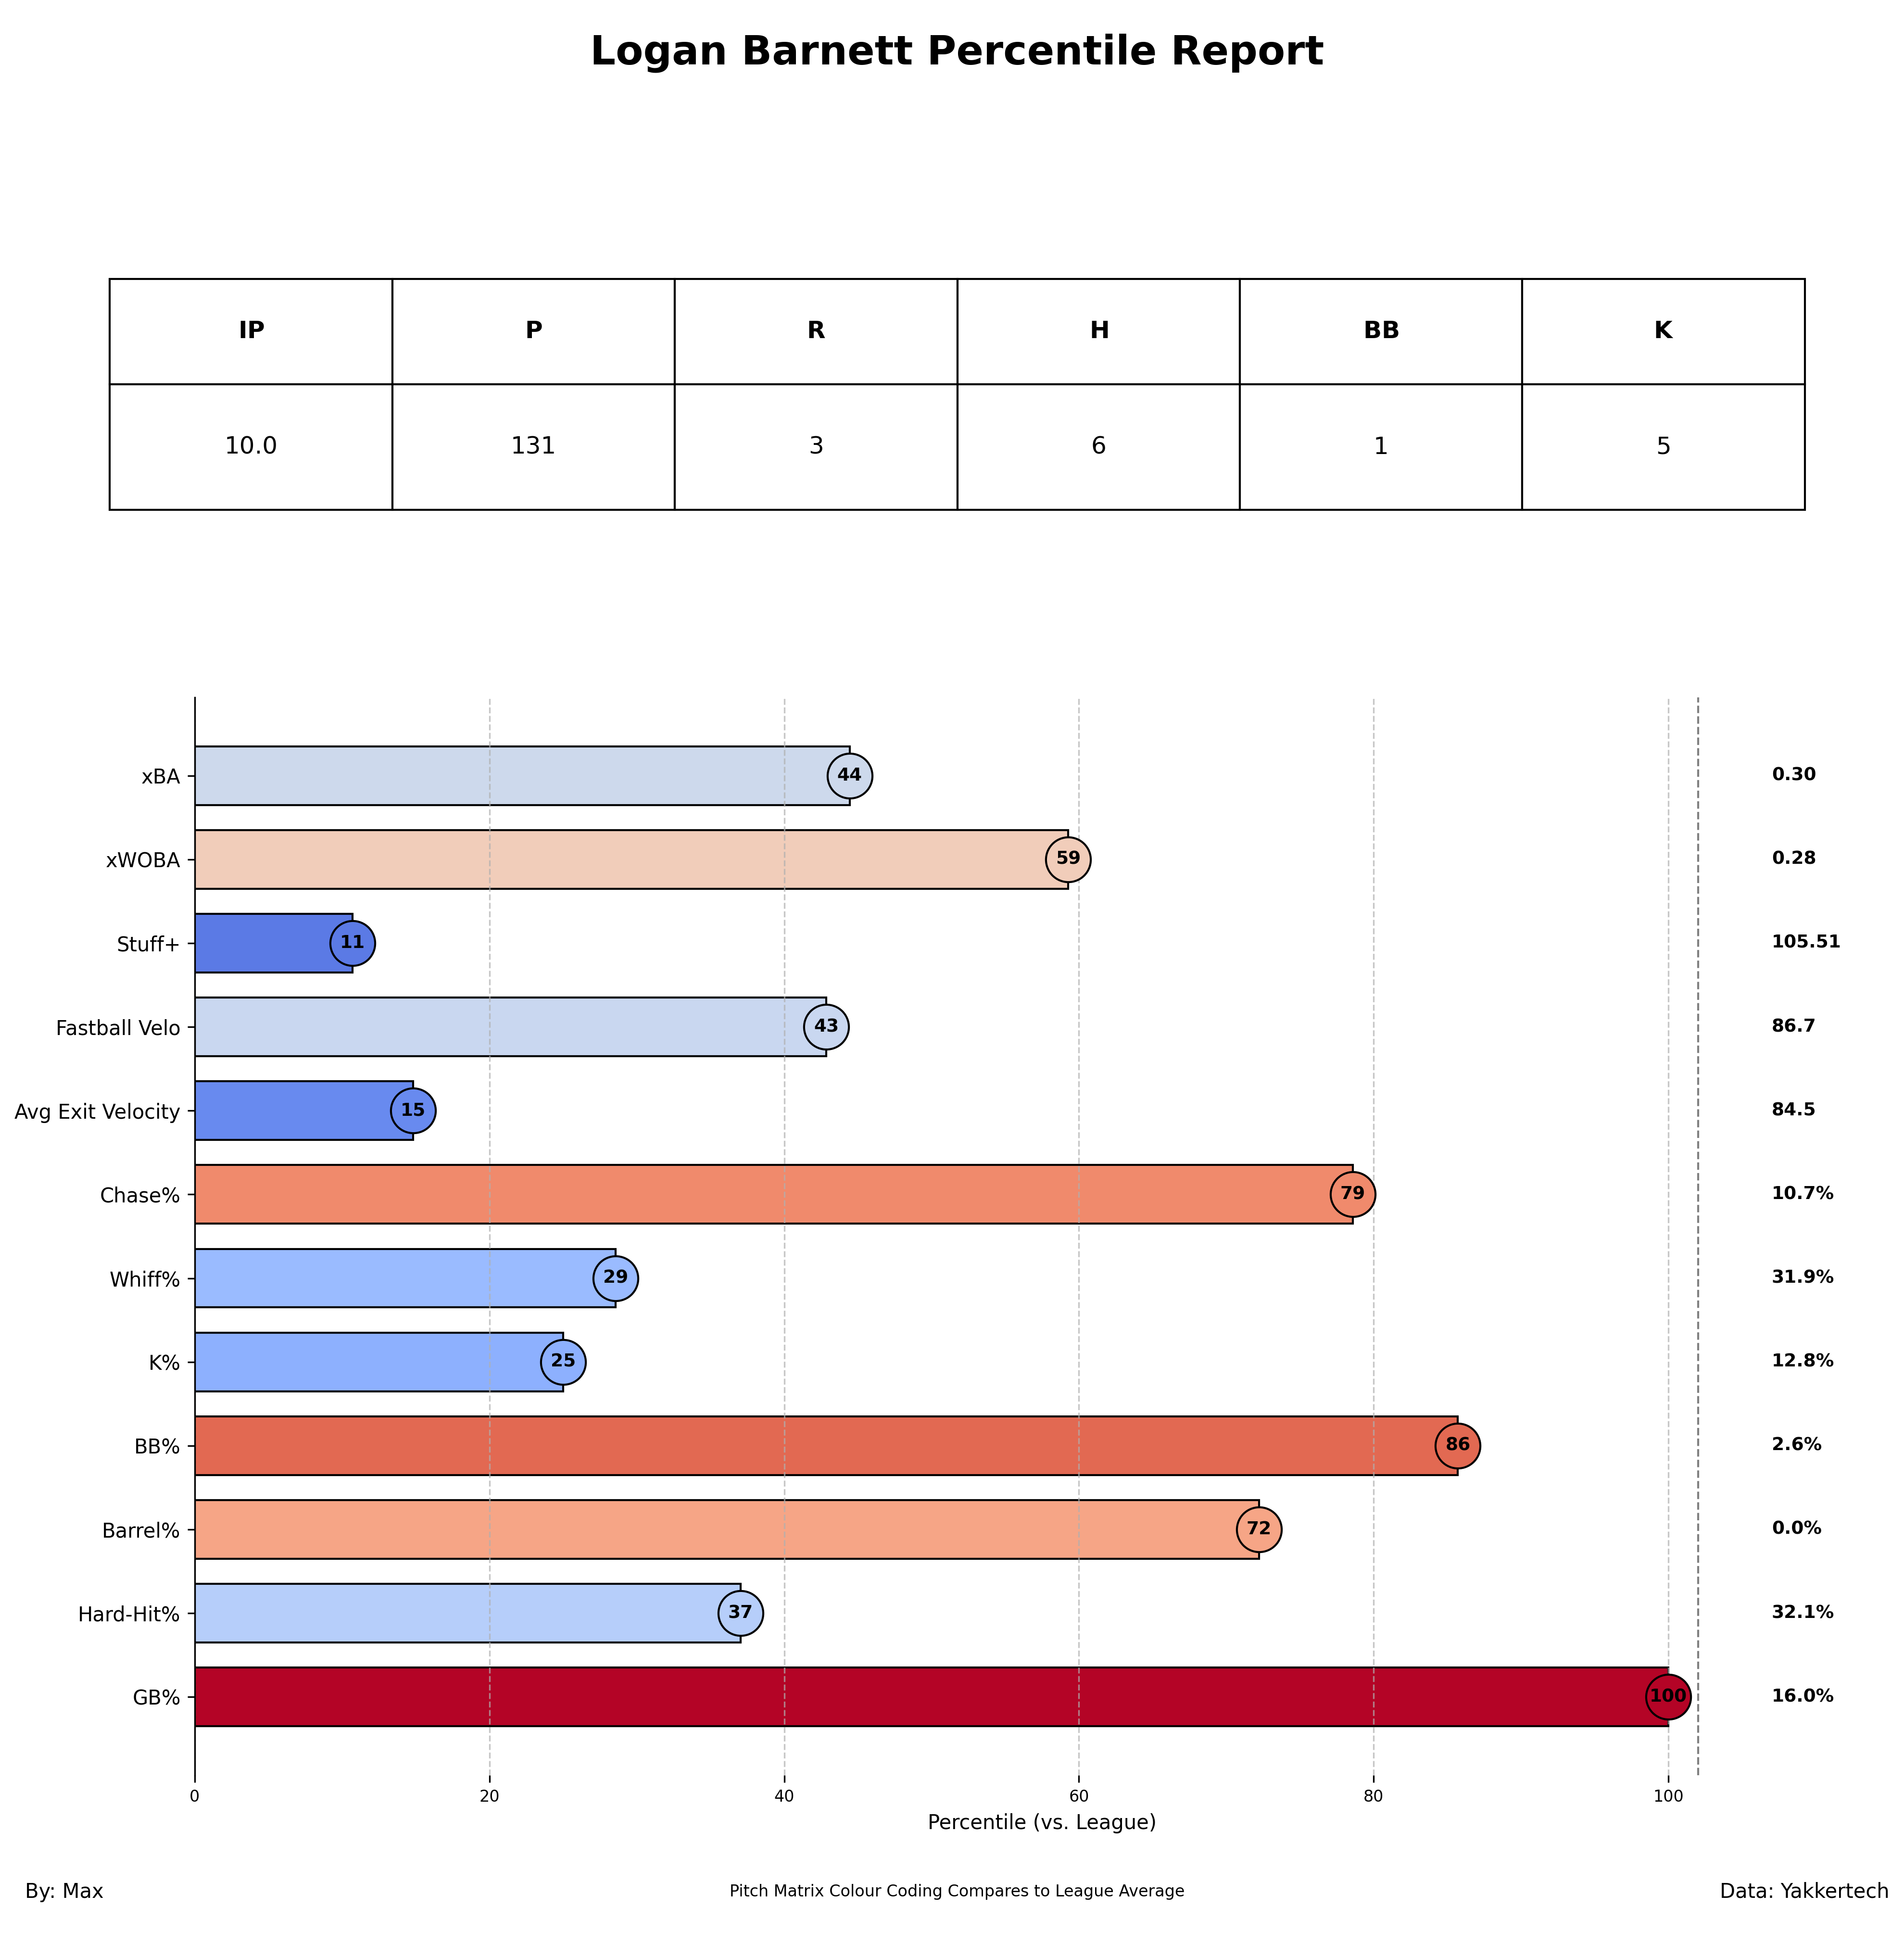 Logan Barnett Percentile Report
IP P R H BB K
10.0 131 3 6 1 5
xBA 44 0.30
xWOBA 59 0.28
Stuff+ 11 105.51
Fastball Velo 43 86.7
Avg Exit Velocity 15 84.5
Chase% 79 10.7%
Whiff% 29 31.9%
K% 25 12.8%
BB% 86 2.6%
Barrel% 72 0.0%
Hard-Hit% 37 32.1%
GB% 100 16.0%
0 20 40 60 80 100
Percentile (vs. League)
By: Max Pitch Matrix Colour Coding Compares to League Average Data: Yakkertech